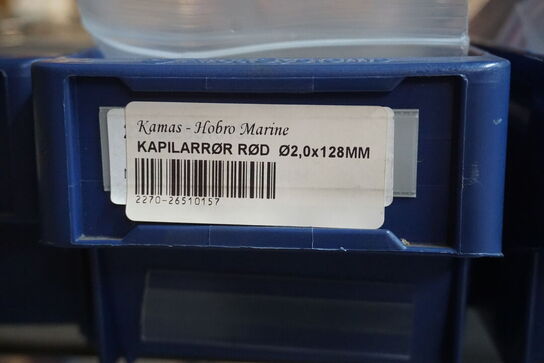 Kamas - Hobro Marine
KAPILARRØR RØD Ø2,0x128MM
2270-26510157